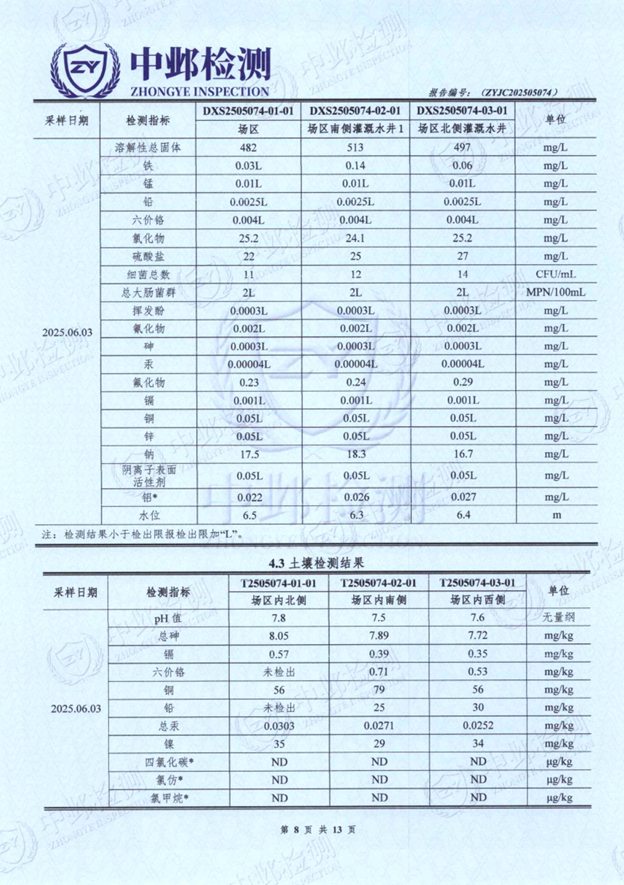 ZY
中邺检测
ZHONGYE INSPECTION
报告编号：（ZYJC202505074）
采样日期 检测指标 DXS2505074-01-01 DXS2505074-02-01 DXS2505074-03-01 单位
场区 场区南侧灌溉水井1 场区北侧灌溉水井
溶解性总固体 482 513 497 mg/L
铁 0.03L 0.14 0.06 mg/L
锰 0.01L 0.01L 0.01L mg/L
铅 0.0025L 0.0025L 0.0025L mg/L
六价铬 0.004L 0.004L 0.004L mg/L
氯化物 25.2 24.1 25.2 mg/L
硫酸盐 22 25 27 mg/L
细菌总数 11 12 14 CFU/mL
总大肠菌群 2L 2L 2L MPN/100mL
挥发酚 0.0003L 0.0003L 0.0003L mg/L
2025.06.03 氰化物 0.002L 0.002L 0.002L mg/L
砷 0.0003L 0.0003L 0.0003L mg/L
汞 0.00004L 0.00004L 0.00004L mg/L
氟化物 0.23 0.24 0.29 mg/L
镉 0.001L 0.001L 0.001L mg/L
铜 0.05L 0.05L 0.05L mg/L
锌 0.05L 0.05L 0.05L mg/L
钠 17.5 18.3 16.7 mg/L
阴离子表面
活性剂 0.05L 0.05L 0.05L mg/L
铝* 0.022 0.026 0.027 mg/L
水位 6.5 6.3 6.4 m
注：检测结果小于检出限报检出限加“L”。
4.3 土壤检测结果
采样日期 检测指标 T2505074-01-01 T2505074-02-01 T2505074-03-01 单位
场区内北侧 场区内南侧 场区内西侧
pH 值 7.8 7.5 7.6 无量纲
总砷 8.05 7.89 7.72 mg/kg
镉 0.57 0.39 0.35 mg/kg
六价铬 未检出 0.71 0.53 mg/kg
铜 56 79 56 mg/kg
2025.06.03 铅 未检出 25 30 mg/kg
总汞 0.0303 0.0271 0.0252 mg/kg
镍 35 29 34 mg/kg
四氯化碳* ND ND ND μg/kg
氯仿* ND ND ND μg/kg
氯甲烷* ND ND ND μg/kg
第 8 页 共 13 页